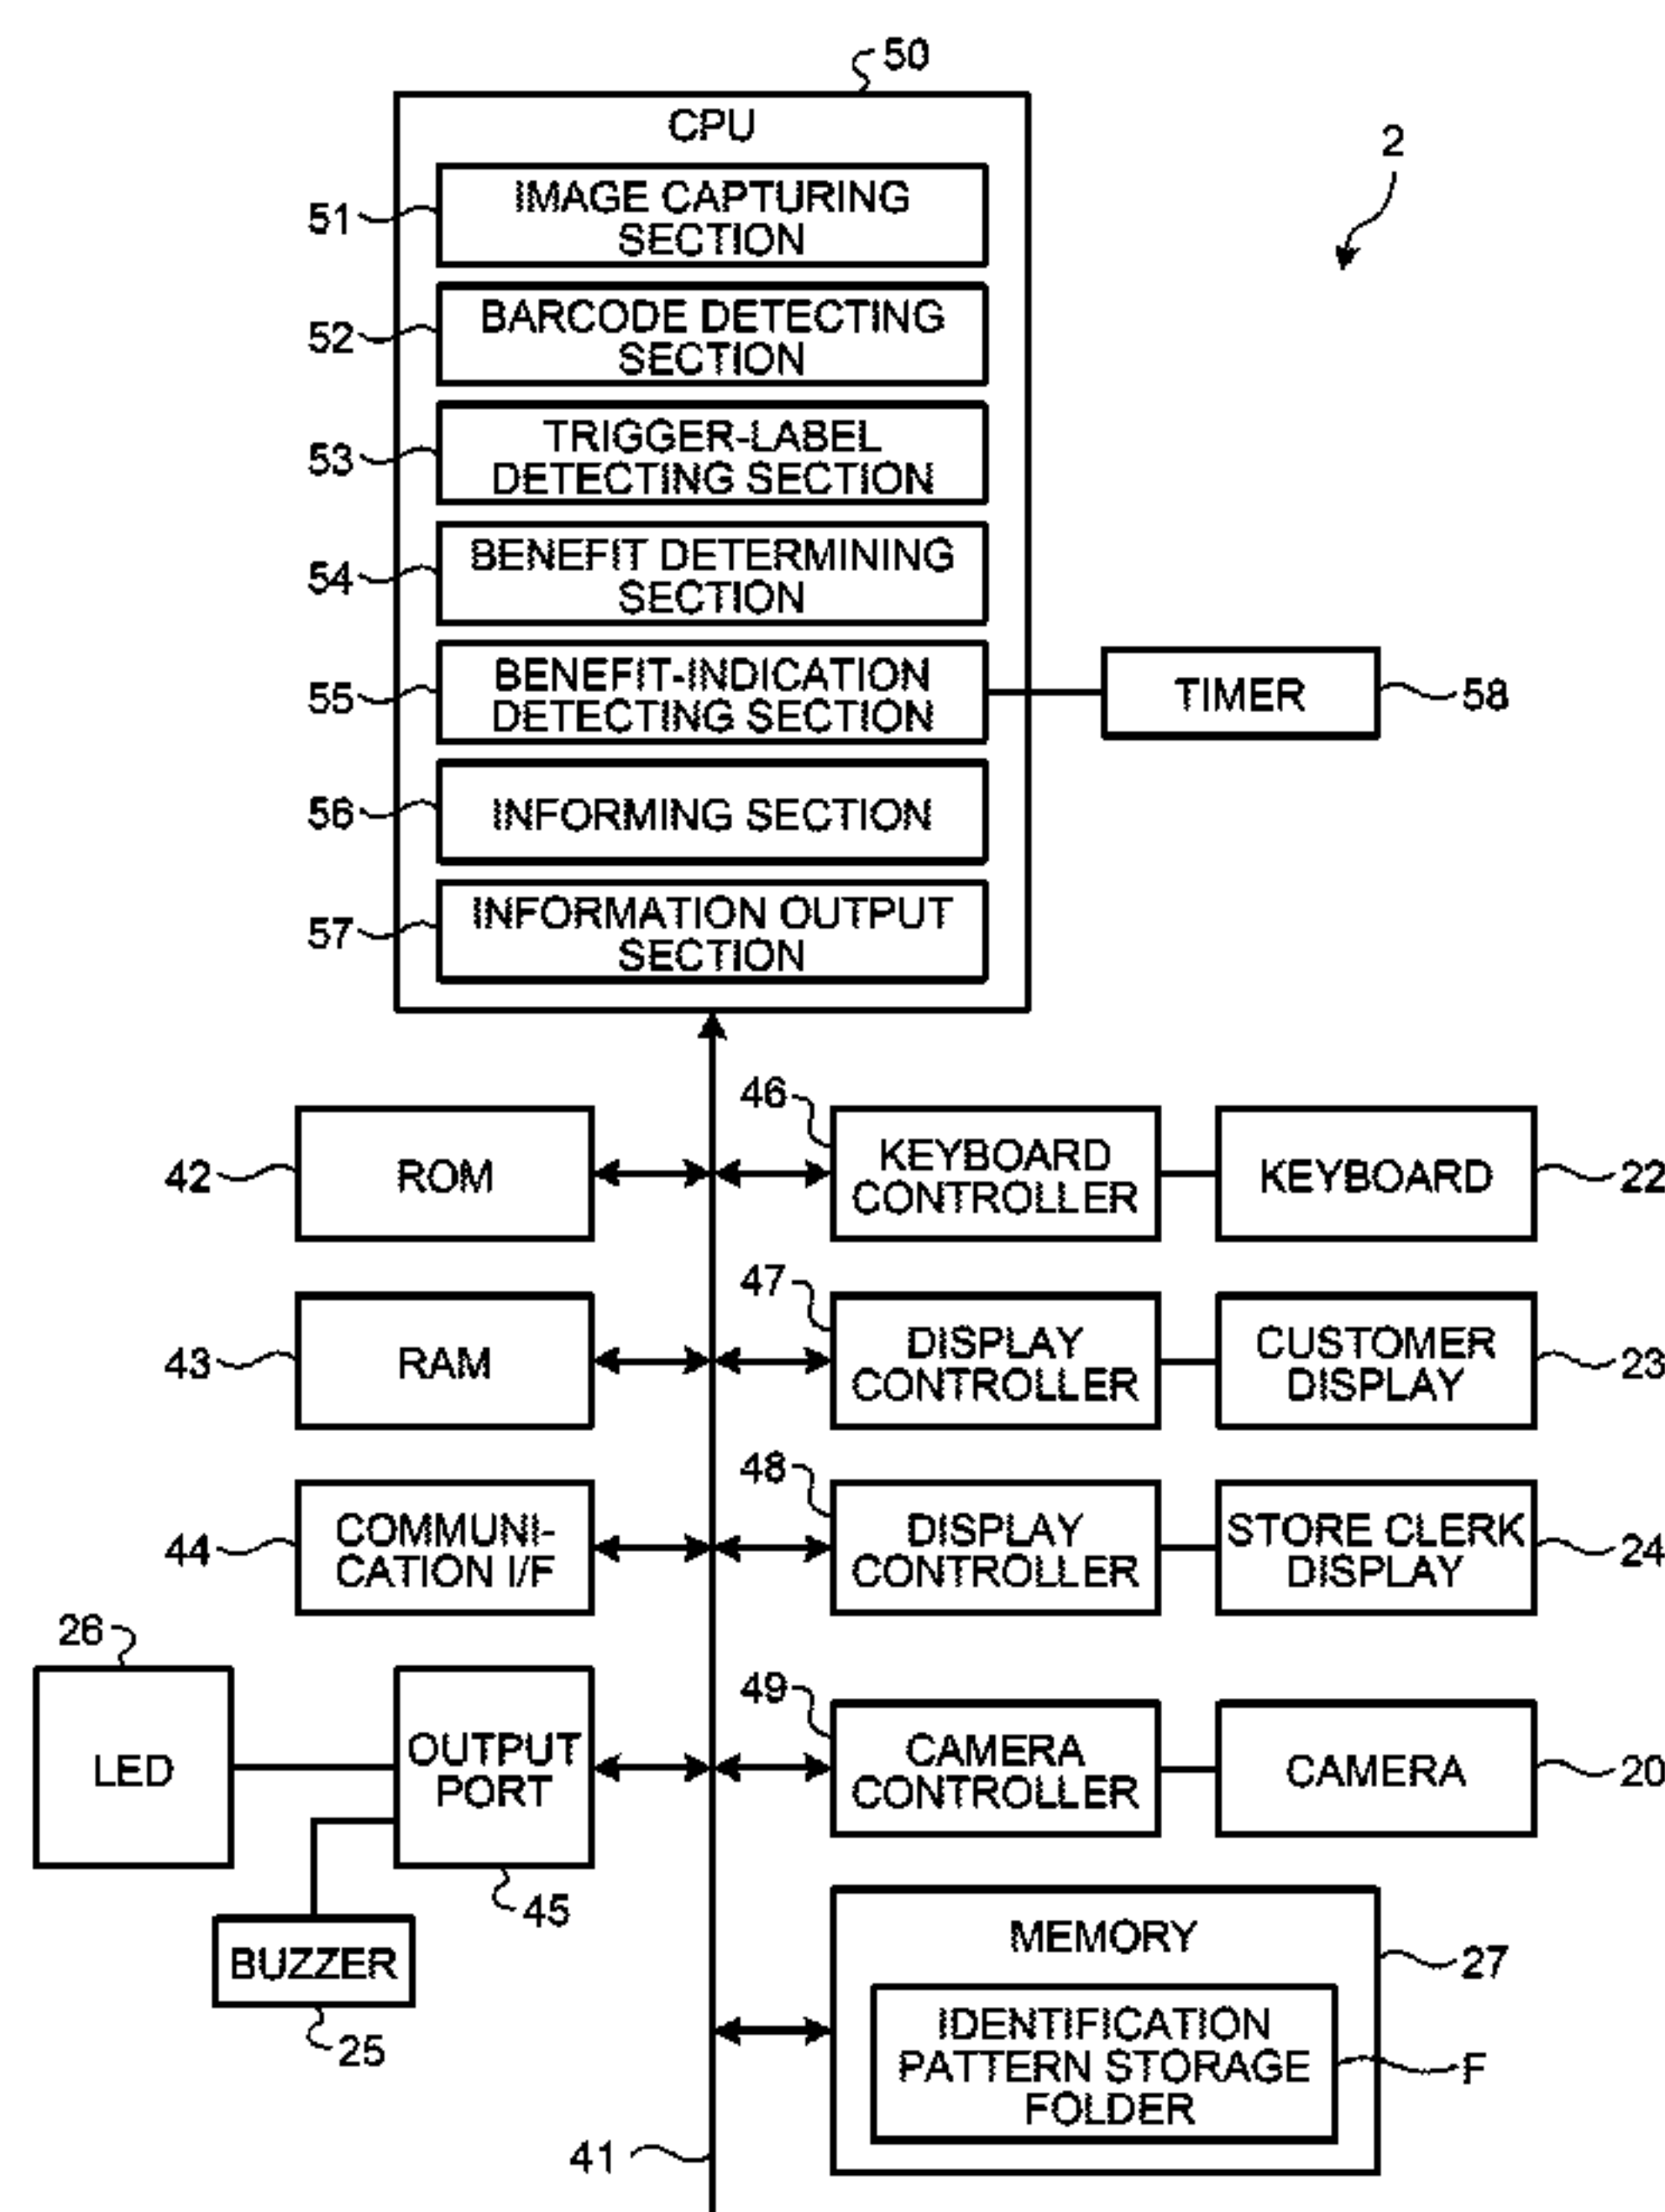 50
CPU
2
51
IMAGE CAPTURING
SECTION
52
BARCODE DETECTING
SECTION
53
TRIGGER-LABEL
DETECTING SECTION
54
BENEFIT DETERMINING
SECTION
55
BENEFIT-INDICATION
DETECTING SECTION
TIMER
58
56
INFORMING SECTION
57
INFORMATION OUTPUT
SECTION
42
ROM
46
KEYBOARD
CONTROLLER
KEYBOARD
22
43
RAM
47
DISPLAY
CONTROLLER
CUSTOMER
DISPLAY
23
44
COMMUNI-
CATION I/F
48
DISPLAY
CONTROLLER
STORE CLERK
DISPLAY
24
26
LED
OUTPUT
PORT
45
49
CAMERA
CONTROLLER
CAMERA
20
BUZZER
25
MEMORY
27
IDENTIFICATION
PATTERN STORAGE
FOLDER
F
41